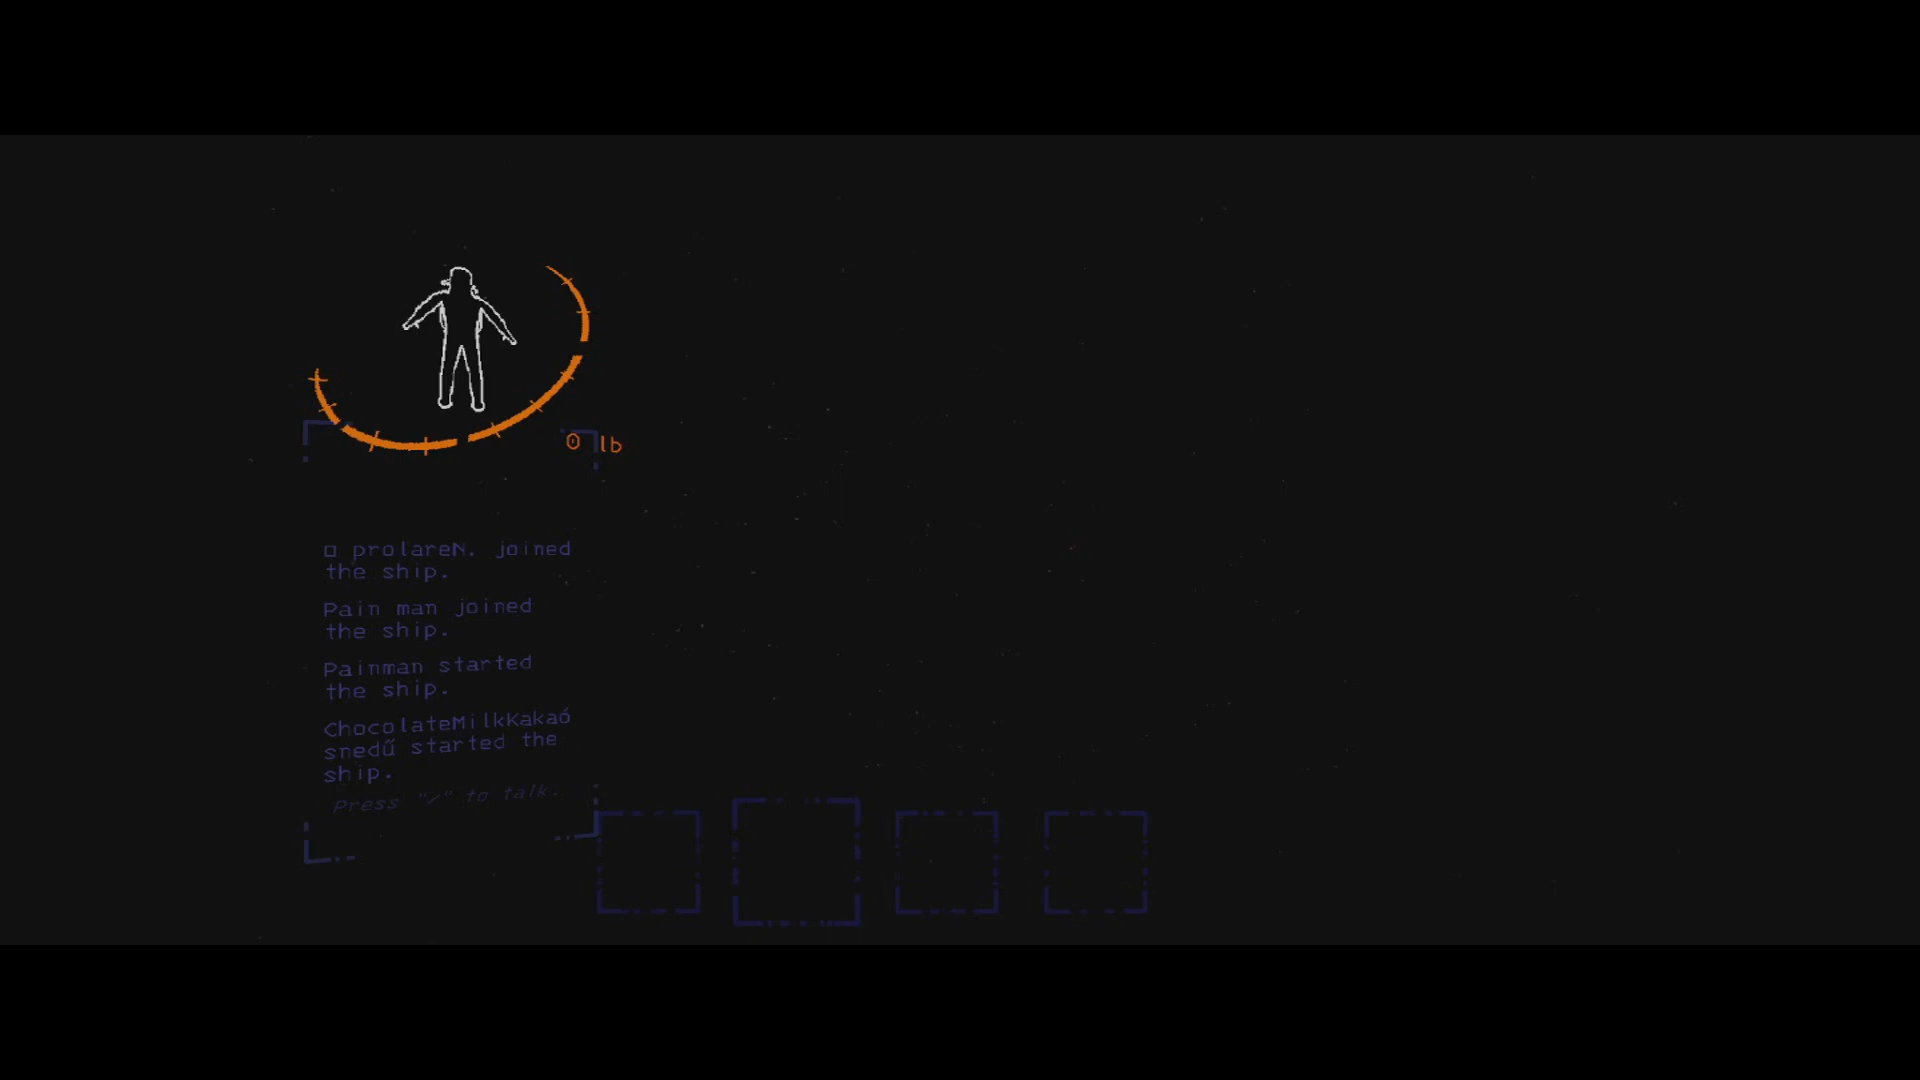 0 lb
□ prolareN. joined
the ship.
Pain man joined
the ship.
Painman started
the ship.
ChocolateMilkKakaó
snedű started the
ship.
Press "/" to talk.